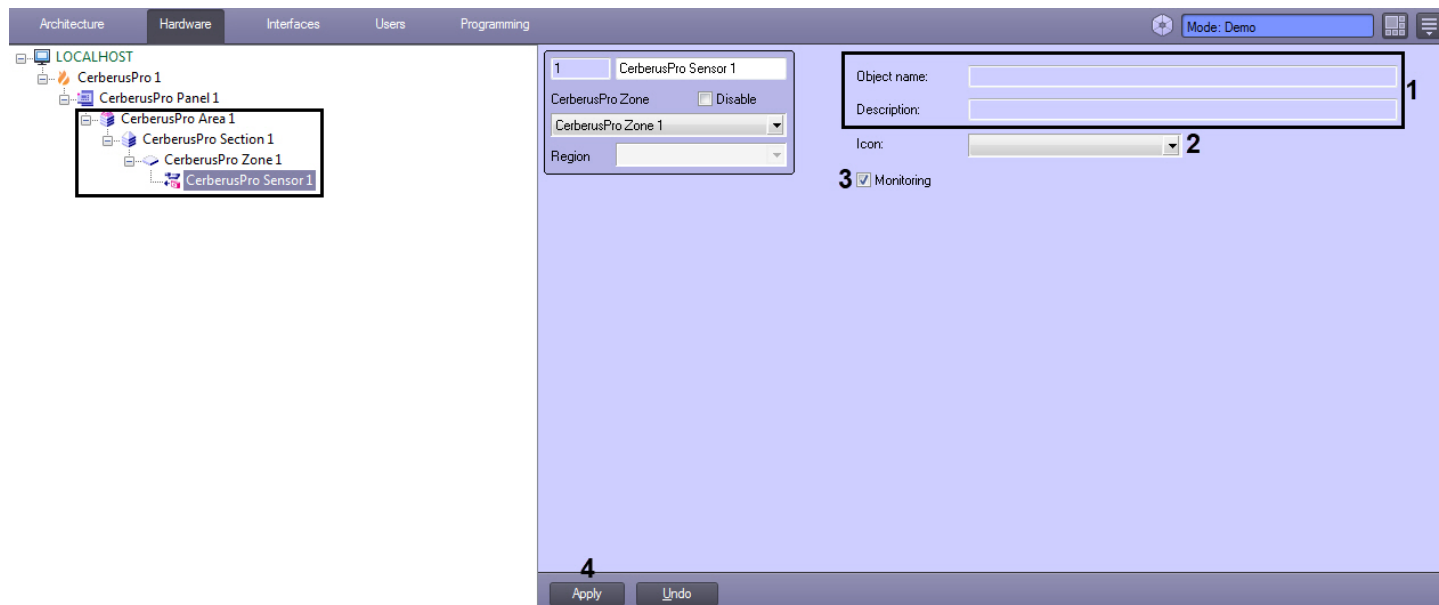 Architecture Hardware Interfaces Users Programming Mode: Demo
LOCALHOST
CerberusPro 1
CerberusPro Panel 1
CerberusPro Area 1
CerberusPro Section 1
CerberusPro Zone 1
CerberusPro Sensor 1
1 CerberusPro Sensor 1
CerberusPro Zone Disable
CerberusPro Zone 1
Region
Object name:
Description:
1
Icon: 2
3 Monitoring
4
Apply Undo